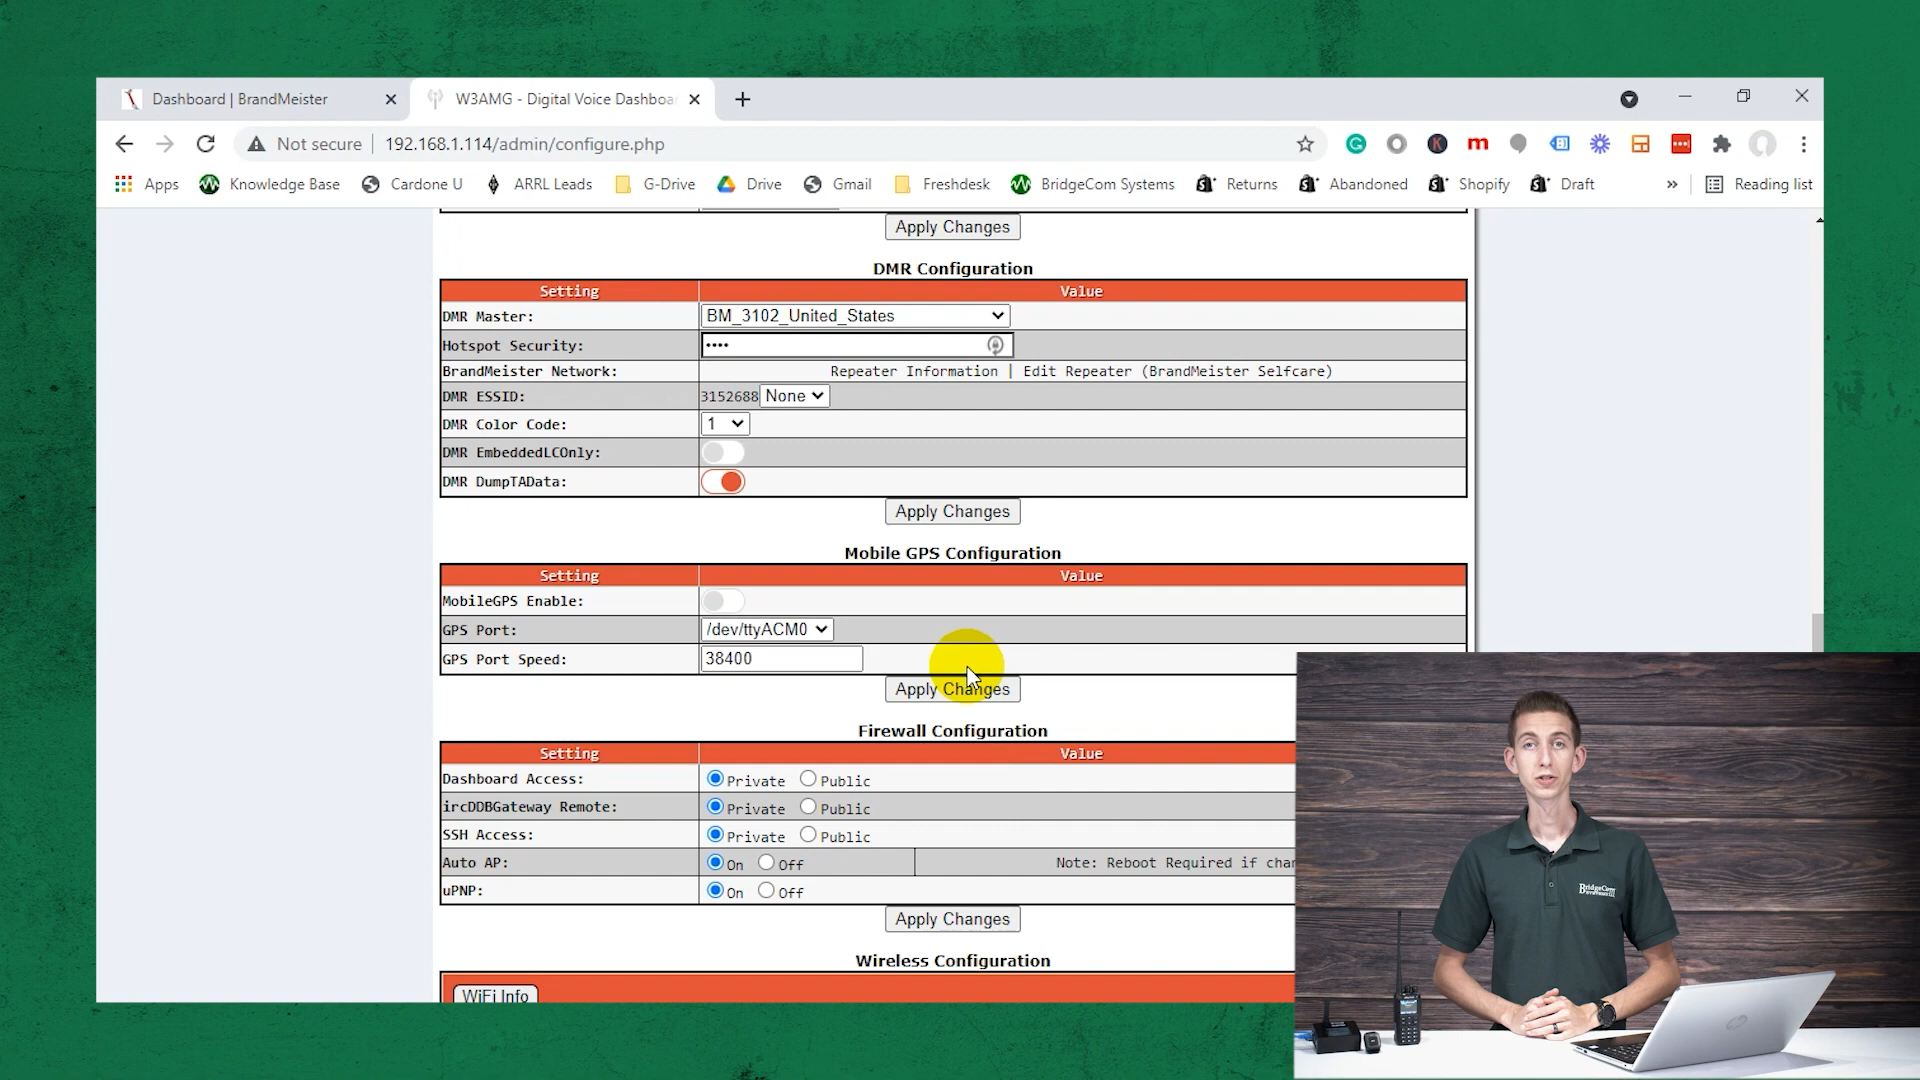 Dashboard | BrandMeister
W3AMG - Digital Voice Dashboa
Not secure | 192.168.1.114/admin/configure.php
Apps Knowledge Base Cardone U ARRL Leads G-Drive Drive Gmail Freshdesk BridgeCom Systems Returns Abandoned Shopify Draft » Reading list
Apply Changes
DMR Configuration
Setting Value
DMR Master: BM_3102_United_States
Hotspot Security: ••••
BrandMeister Network: Repeater Information | Edit Repeater (BrandMeister Selfcare)
DMR ESSID: 3152688 None
DMR Color Code: 1
DMR EmbeddedLCOnly:
DMR DumpTAData:
Apply Changes
Mobile GPS Configuration
Setting Value
MobileGPS Enable:
GPS Port: /dev/ttyACM0
GPS Port Speed: 38400
Apply Changes
Firewall Configuration
Setting Value
Dashboard Access: Private Public
ircDDBGateway Remote: Private Public
SSH Access: Private Public
Auto AP: On Off Note: Reboot Required if chan
uPNP: On Off
Apply Changes
Wireless Configuration
WiFi Info
BridgeCom